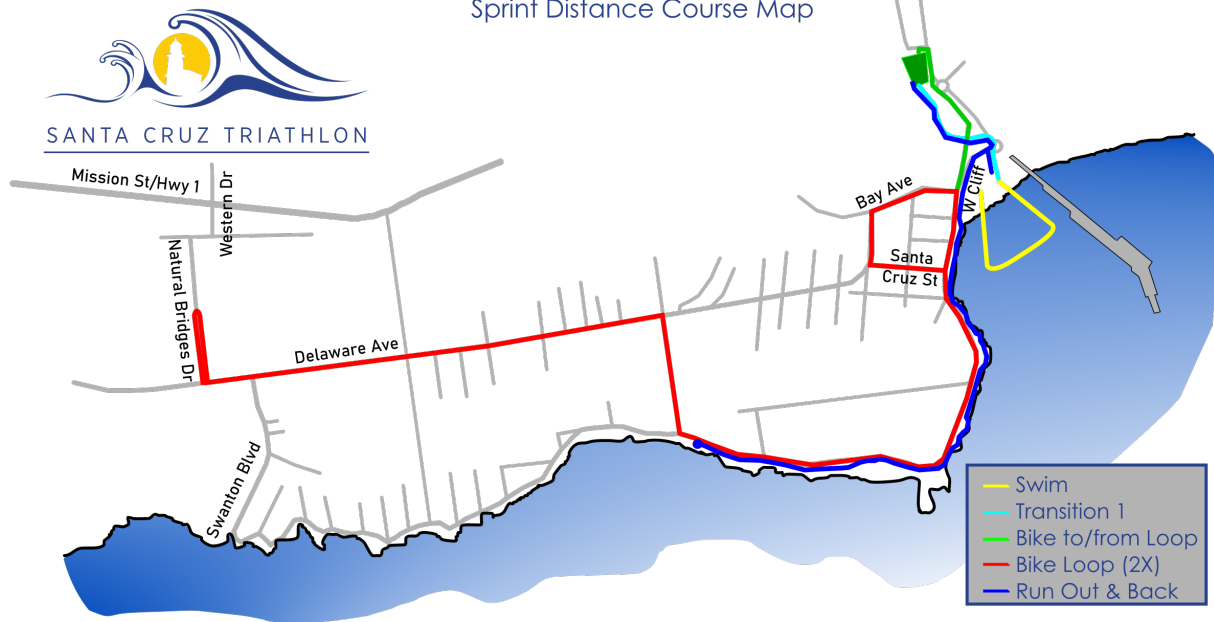 Sprint Distance Course Map
SANTA CRUZ TRIATHLON
Mission St/Hwy 1
Western Dr
Natural Bridges Dr
Delaware Ave
Swanton Blvd
Bay Ave
W Cliff
Santa
Cruz St
Swim
Transition 1
Bike to/from Loop
Bike Loop (2X)
Run Out & Back